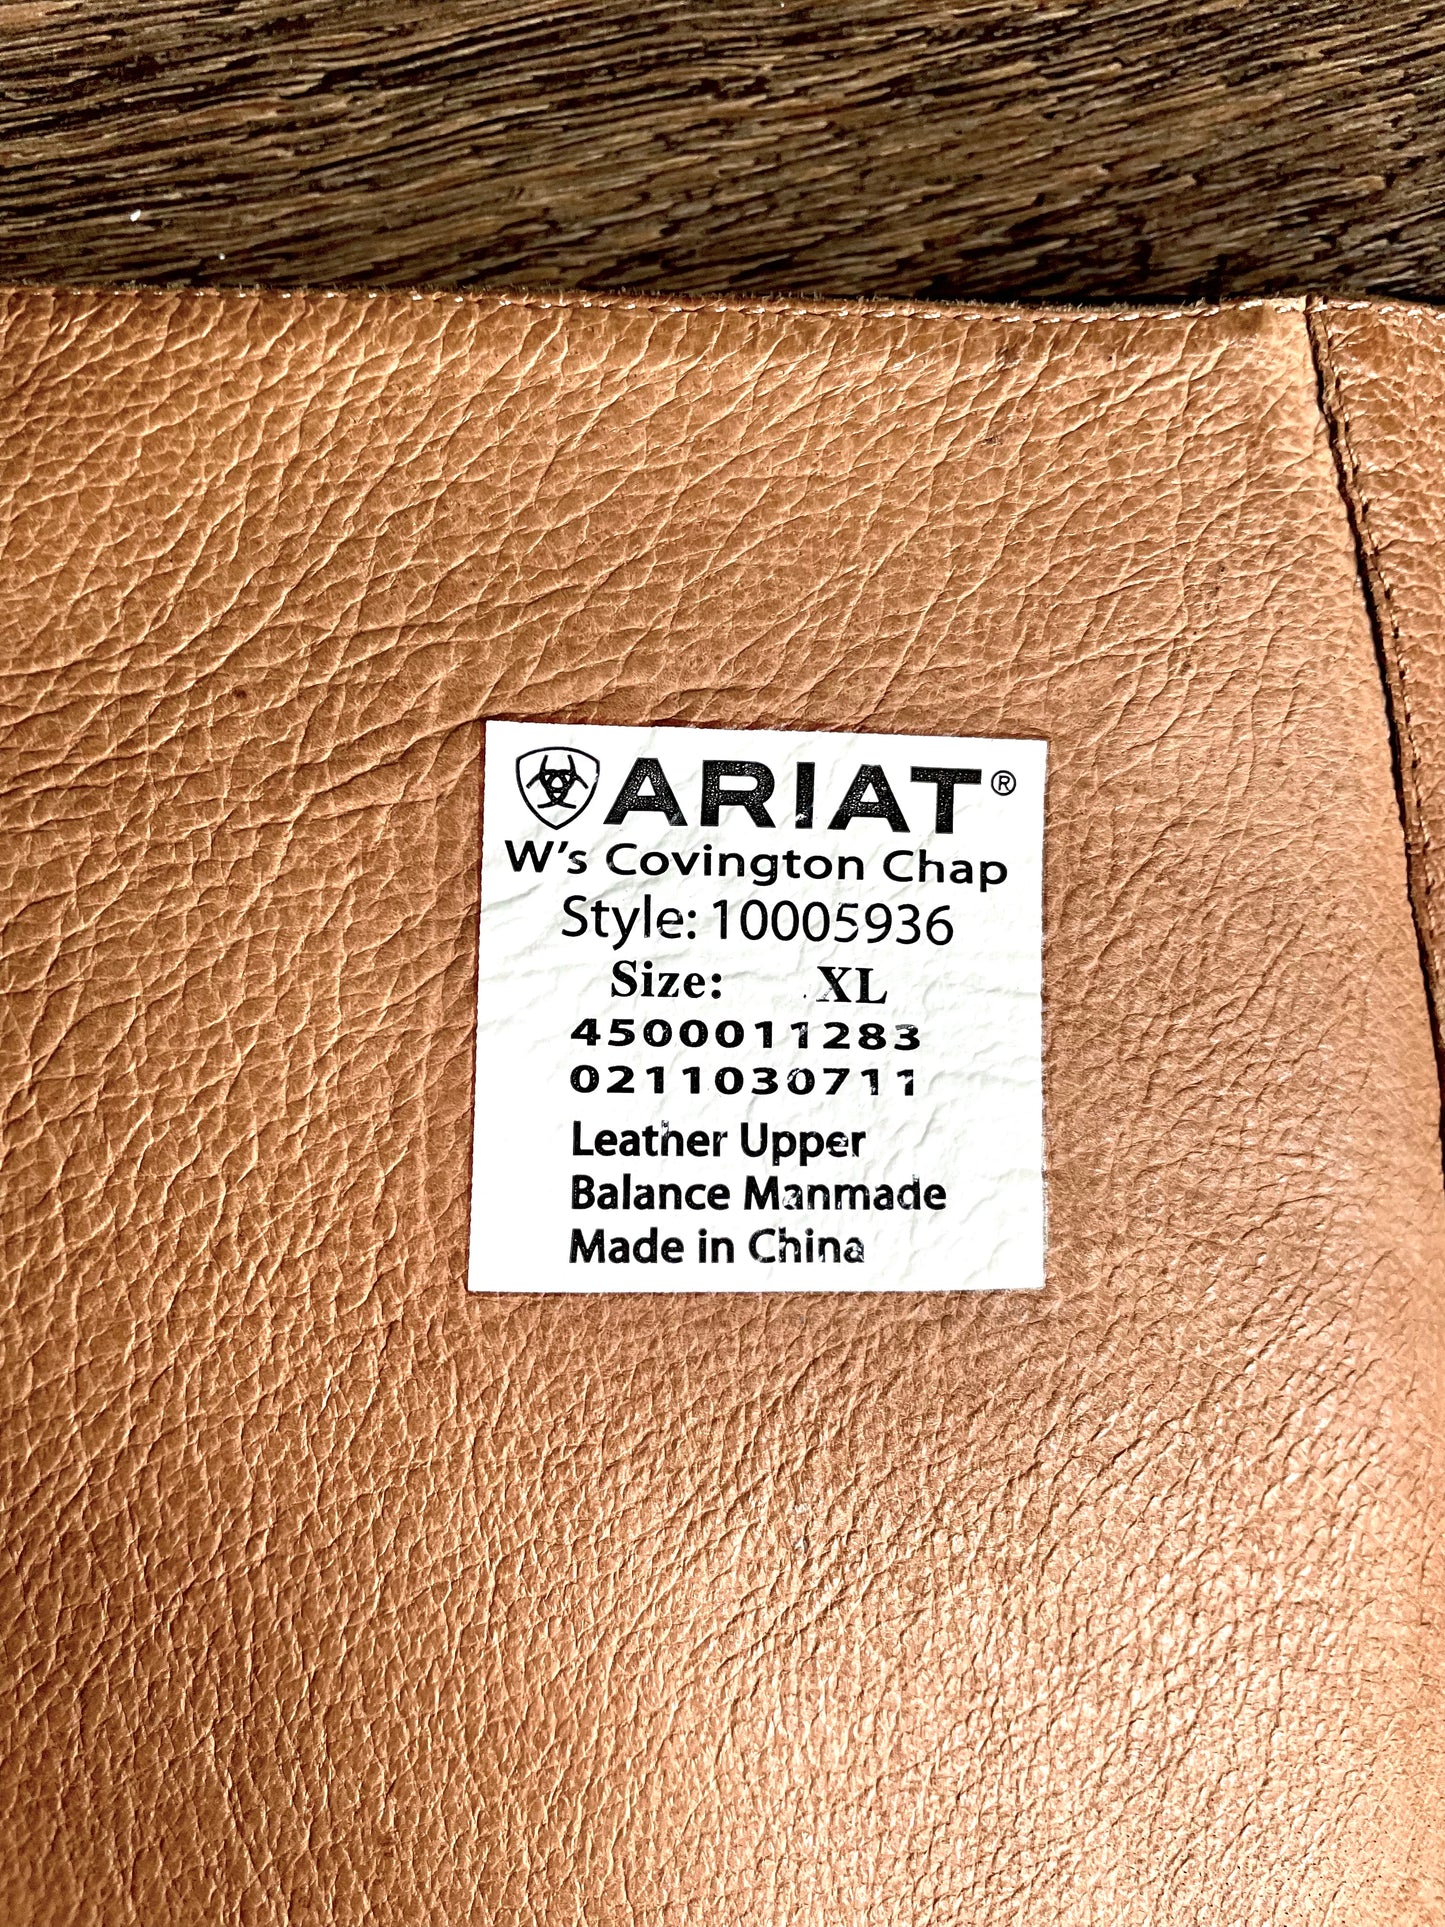 ARIAT®
W's Covington Chap
Style: 10005936
Size: XL
4500011283
0211030711
Leather Upper
Balance Manmade
Made in China